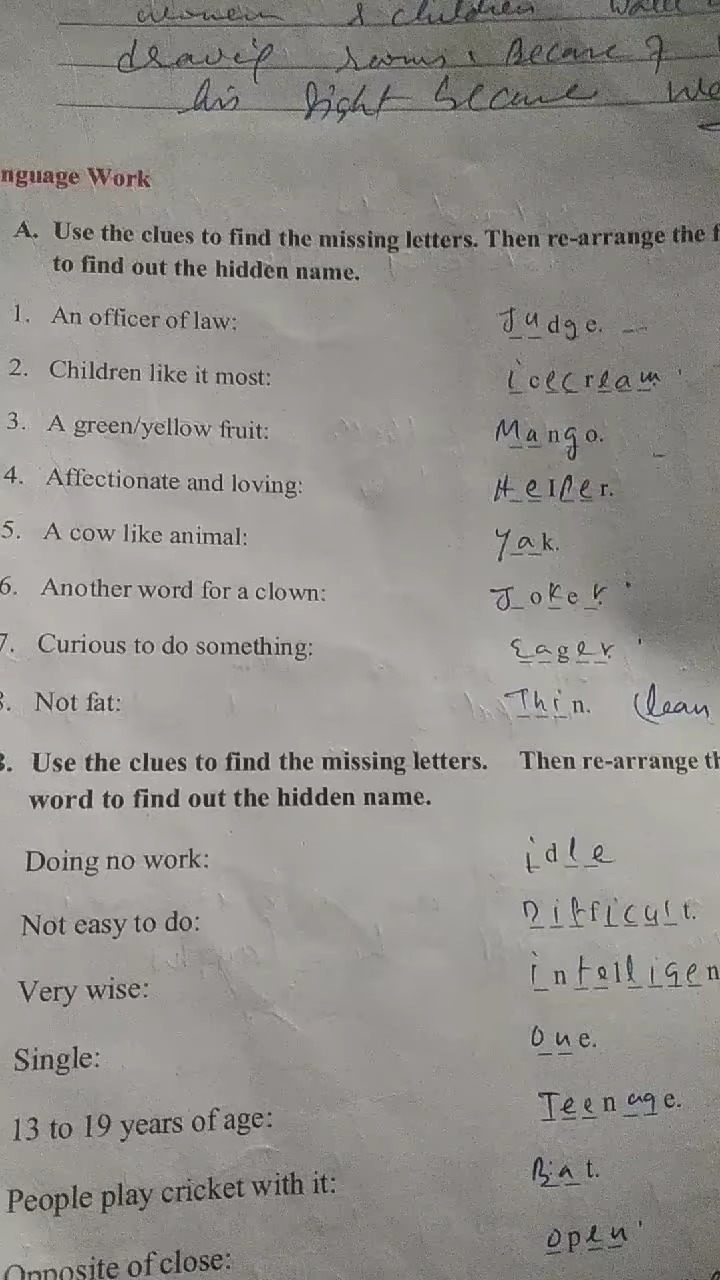 women & children
rooms. Because of
his fight became
nguage Work
A. Use the clues to find the missing letters. Then re-arrange the f
to find out the hidden name.
1. An officer of law: Judge.
2. Children like it most: icecream
3. A green/yellow fruit: Mango.
4. Affectionate and loving: Helper.
5. A cow like animal: Yak.
6. Another word for a clown: Joker
7. Curious to do something: Eager
8. Not fat: Thin. Clean
B. Use the clues to find the missing letters. Then re-arrange th
word to find out the hidden name.
Doing no work: idle
Not easy to do: Difficult.
Very wise: intelligen
Single: One.
13 to 19 years of age: Teenage.
People play cricket with it: Bat.
Opposite of close: open